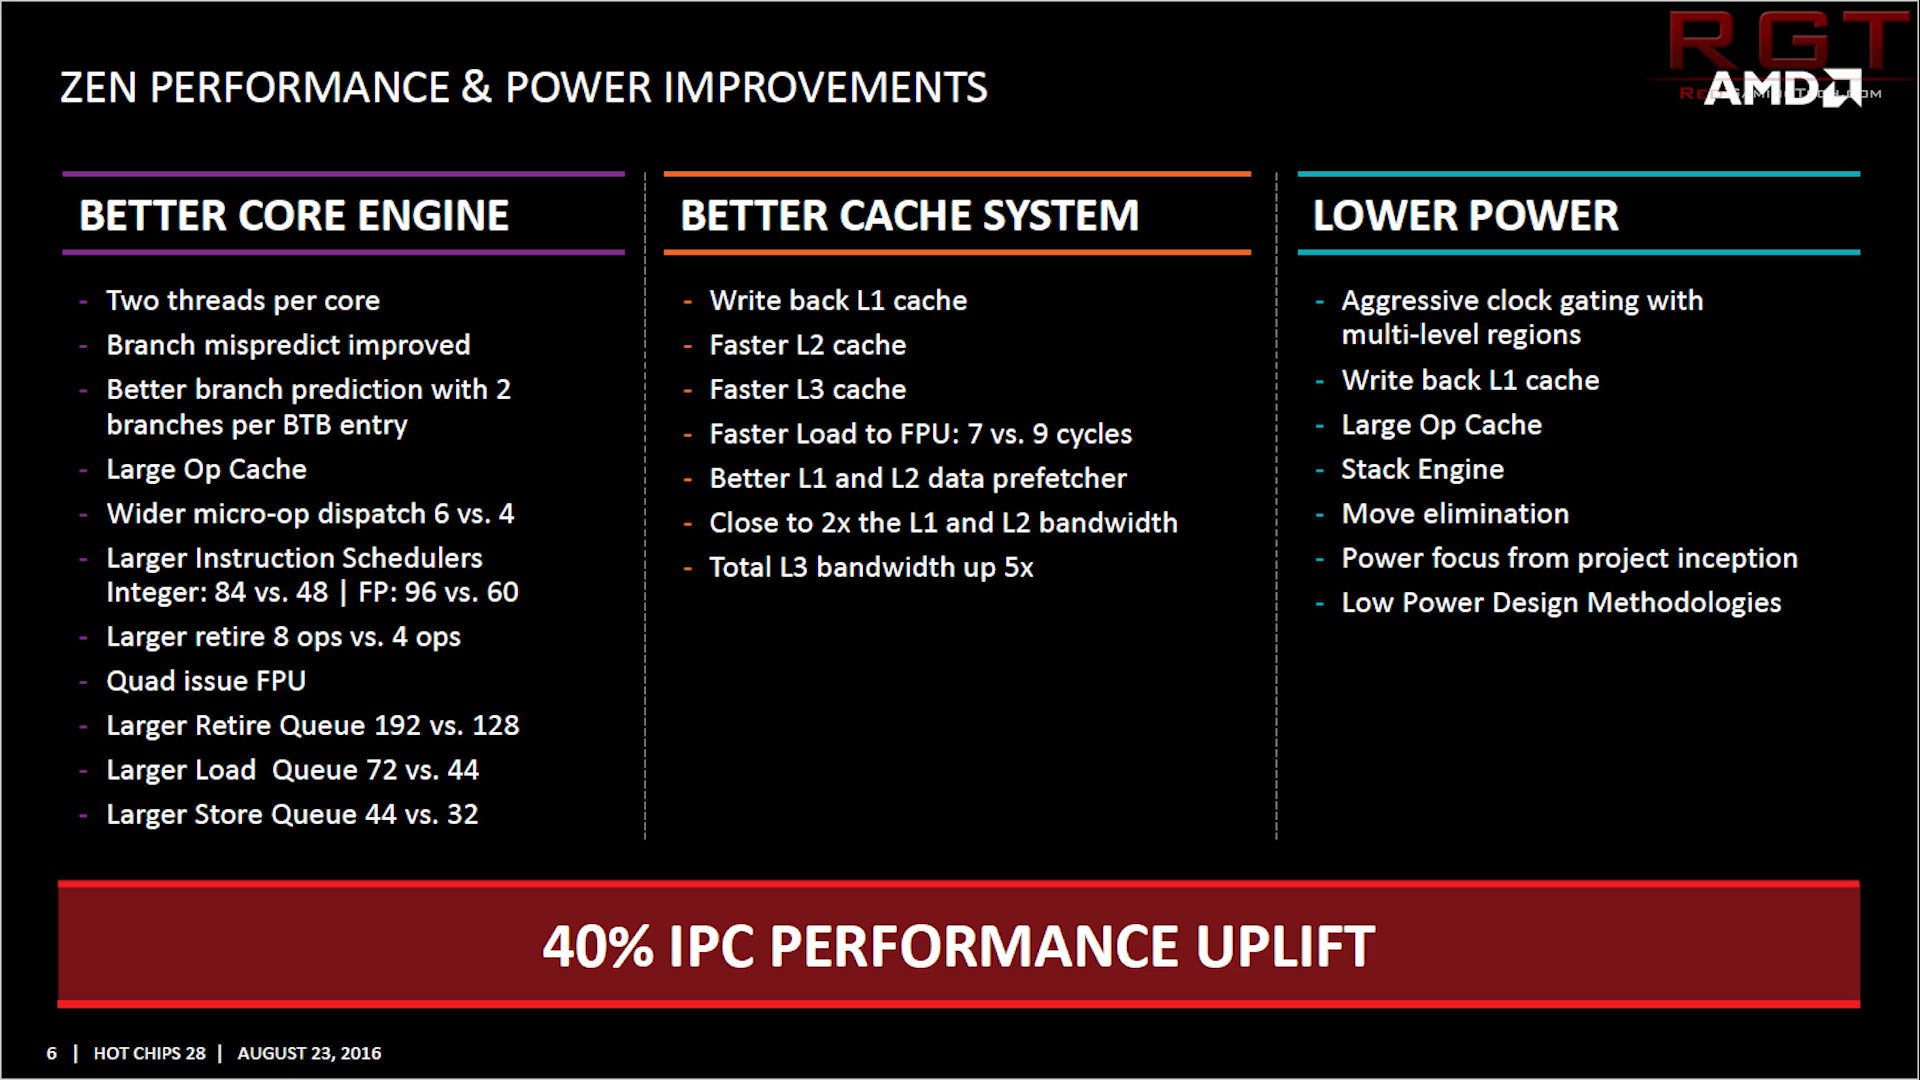 RGT
REDGAMINGTECH.COM
AMD
ZEN PERFORMANCE & POWER IMPROVEMENTS
BETTER CORE ENGINE
- Two threads per core
- Branch mispredict improved
- Better branch prediction with 2
branches per BTB entry
- Large Op Cache
- Wider micro-op dispatch 6 vs. 4
- Larger Instruction Schedulers
Integer: 84 vs. 48 | FP: 96 vs. 60
- Larger retire 8 ops vs. 4 ops
- Quad issue FPU
- Larger Retire Queue 192 vs. 128
- Larger Load  Queue 72 vs. 44
- Larger Store Queue 44 vs. 32
BETTER CACHE SYSTEM
- Write back L1 cache
- Faster L2 cache
- Faster L3 cache
- Faster Load to FPU: 7 vs. 9 cycles
- Better L1 and L2 data prefetcher
- Close to 2x the L1 and L2 bandwidth
- Total L3 bandwidth up 5x
LOWER POWER
- Aggressive clock gating with
multi-level regions
- Write back L1 cache
- Large Op Cache
- Stack Engine
- Move elimination
- Power focus from project inception
- Low Power Design Methodologies
40% IPC PERFORMANCE UPLIFT
6 | HOT CHIPS 28 | AUGUST 23, 2016